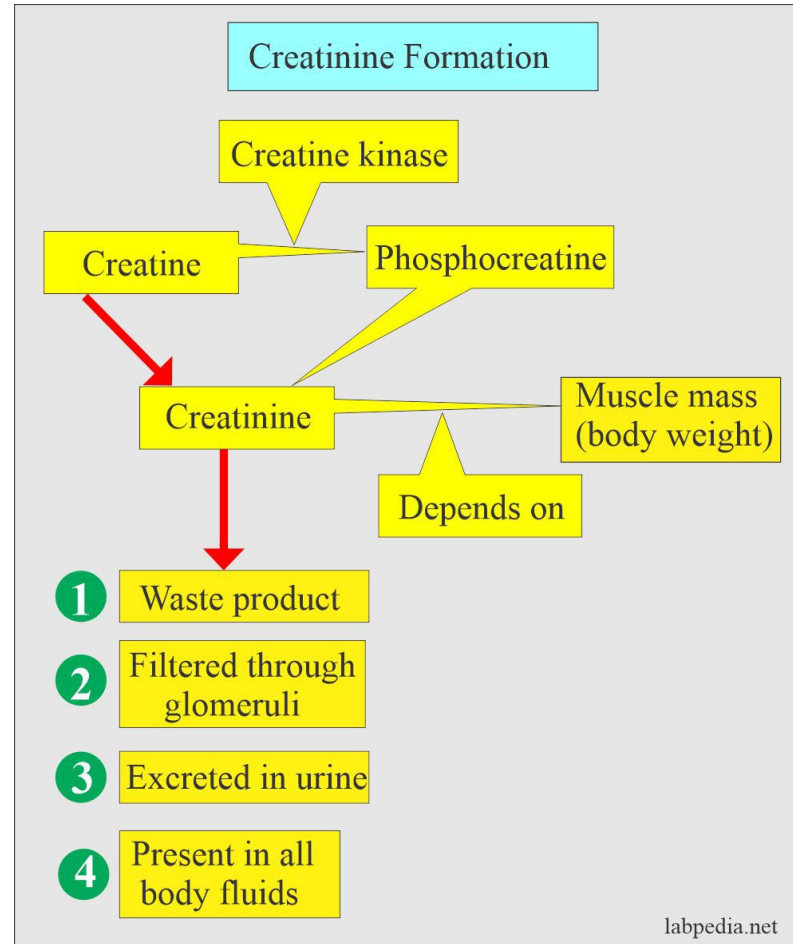 Creatinine Formation
Creatine kinase
Creatine
Phosphocreatine
Creatinine
Muscle mass
(body weight)
Depends on
1 Waste product
2 Filtered through
glomeruli
3 Excreted in urine
4 Present in all
body fluids
labpedia.net